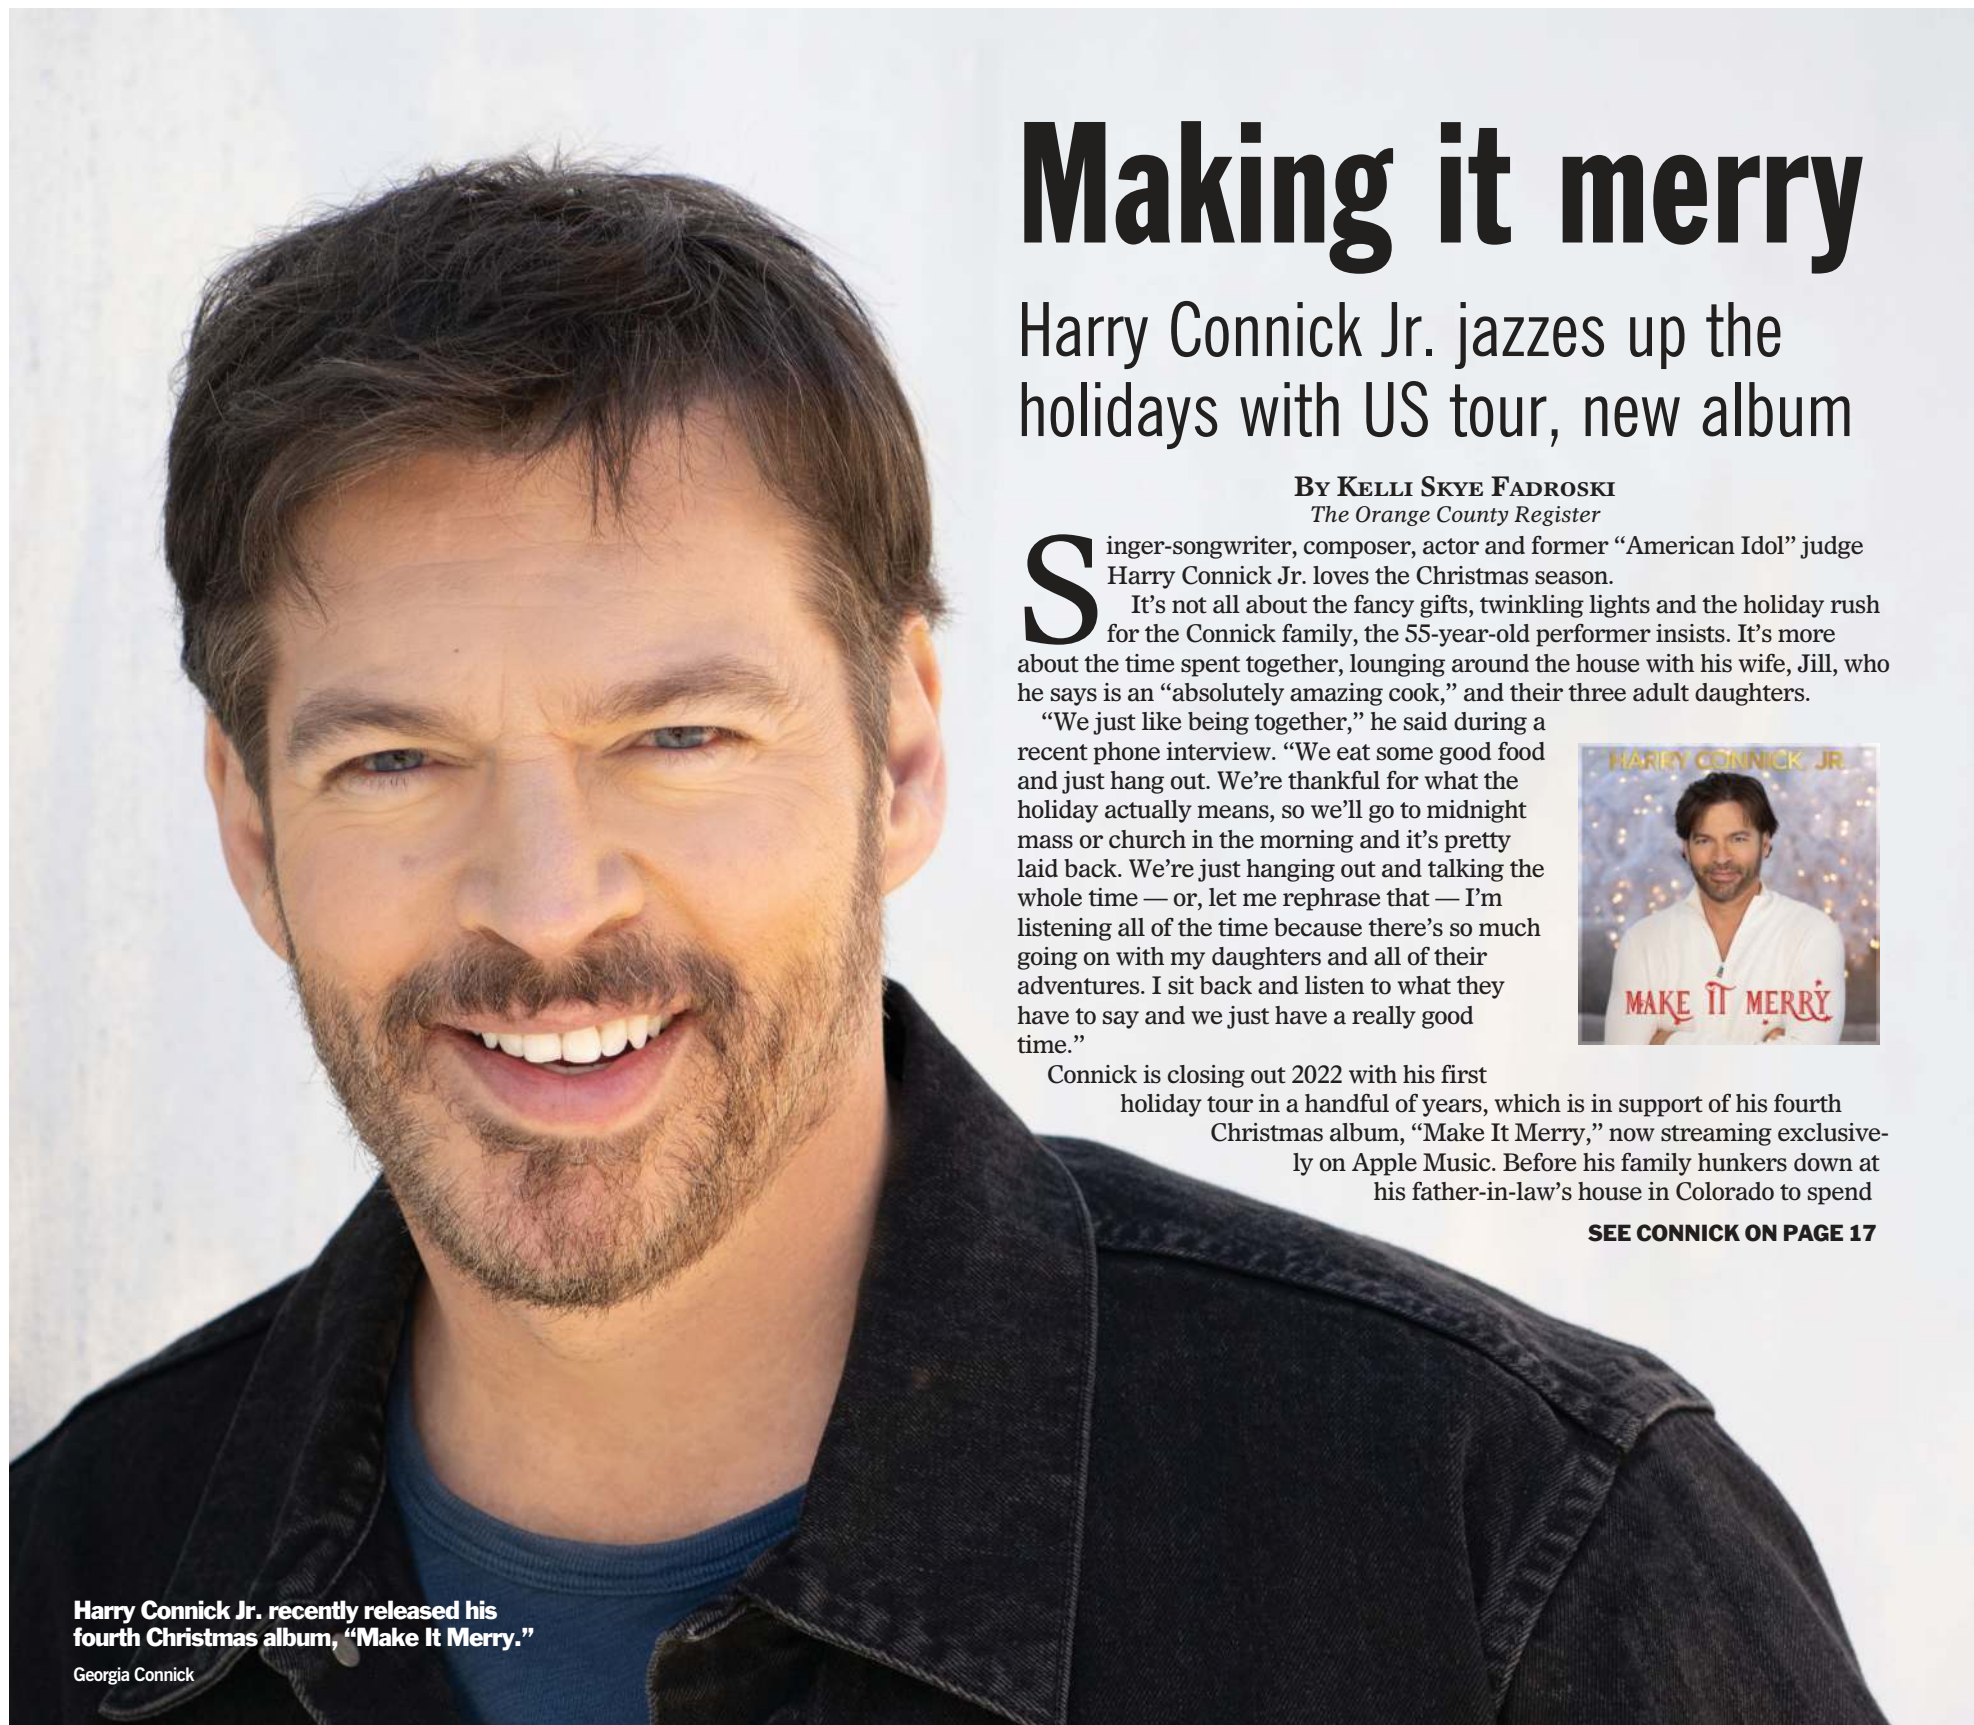 Making it merry
Harry Connick Jr. jazzes up the
holidays with US tour, new album
BY KELLI SKYE FADROSKI
The Orange County Register
Singer-songwriter, composer, actor and former “American Idol” judge
Harry Connick Jr. loves the Christmas season.
It’s not all about the fancy gifts, twinkling lights and the holiday rush
for the Connick family, the 55-year-old performer insists. It’s more
about the time spent together, lounging around the house with his wife, Jill, who
he says is an “absolutely amazing cook,” and their three adult daughters.
“We just like being together,” he said during a
recent phone interview. “We eat some good food
and just hang out. We’re thankful for what the
holiday actually means, so we’ll go to midnight
mass or church in the morning and it’s pretty
laid back. We’re just hanging out and talking the
whole time — or, let me rephrase that — I’m
listening all of the time because there’s so much
going on with my daughters and all of their
adventures. I sit back and listen to what they
have to say and we just have a really good
time.”
Connick is closing out 2022 with his first
holiday tour in a handful of years, which is in support of his fourth
Christmas album, “Make It Merry,” now streaming exclusive-
ly on Apple Music. Before his family hunkers down at
his father-in-law’s house in Colorado to spend
SEE CONNICK ON PAGE 17
HARRY CONNICK, JR.
MAKE IT MERRY
Harry Connick Jr. recently released his
fourth Christmas album, “Make It Merry.”
Georgia Connick